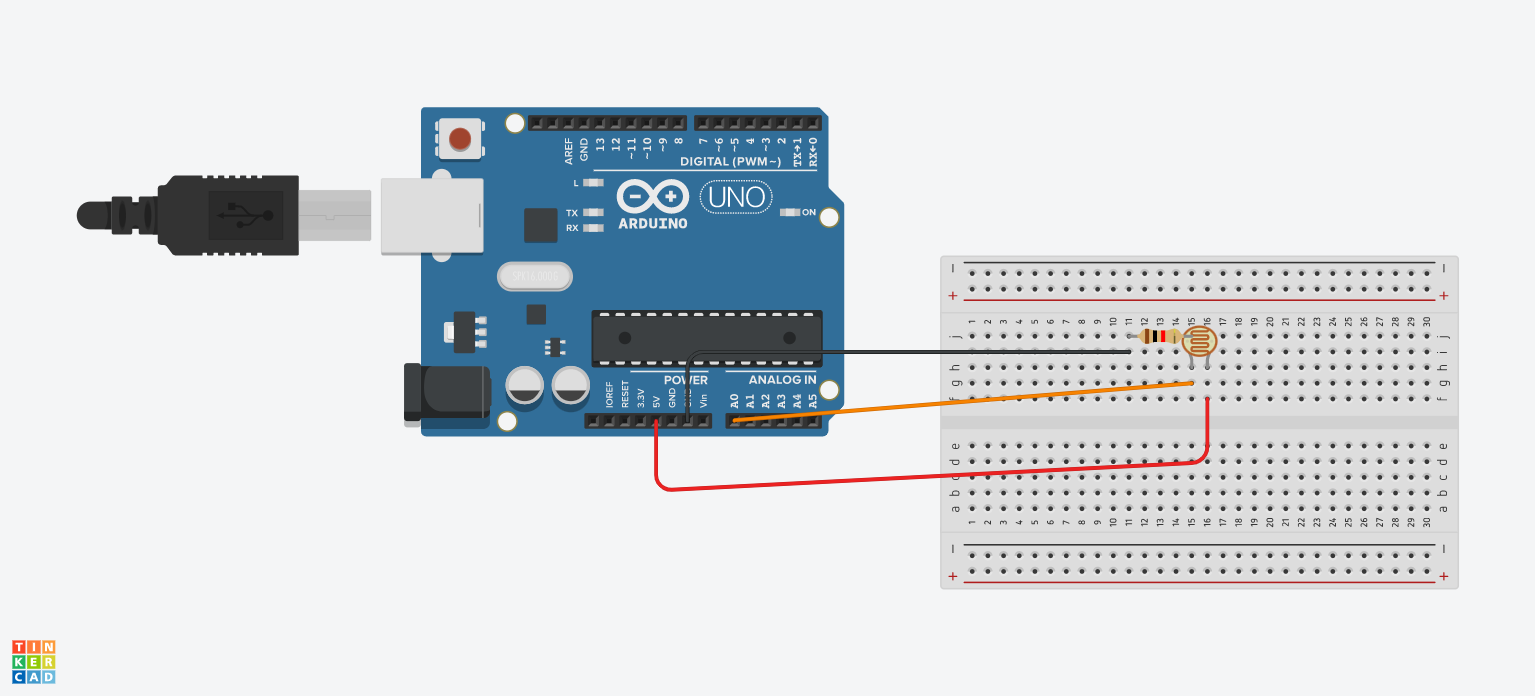 AREF
GND
13
12
~11
~10
~9
8
7
~6
~5
4
~3
2
TX→1
RX←0
DIGITAL (PWM~)
L
TX
RX
ARDUINO
UNO
ON
POWER
ANALOG IN
IOREF
RESET
3.3V
5V
GND
Vin
A0
A1
A2
A3
A4
A5
− −
+ +
1 2 3 4 5 6 7 8 9 10 11 12 13 14 15 16 17 18 19 20 21 22 23 24 25 26 27 28 29 30
j j
i i
h h
g g
f f
e e
d d
c c
b b
a a
1 2 3 4 5 6 7 8 9 10 11 12 13 14 15 16 17 18 19 20 21 22 23 24 25 26 27 28 29 30
− −
+ +
TIN
KER
CAD